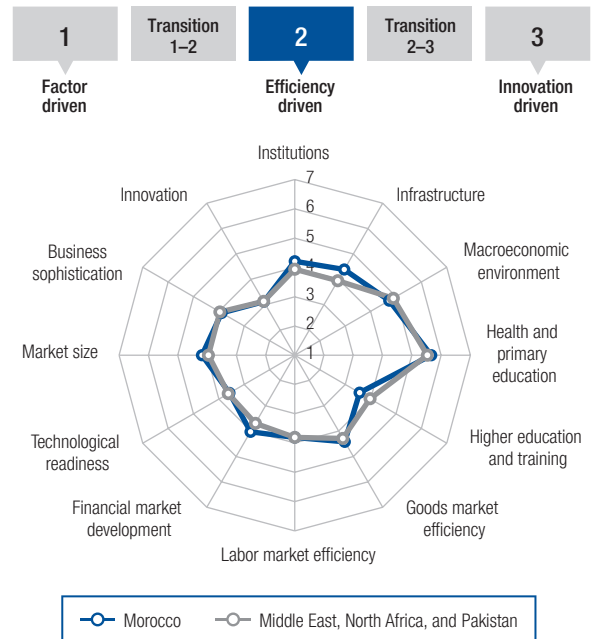 1
Transition
1–2
2
Transition
2–3
3
Factor
driven
Efficiency
driven
Innovation
driven
Institutions
7
6
5
4
3
2
1
Infrastructure
Macroeconomic
environment
Health and
primary
education
Higher education
and training
Goods market
efficiency
Labor market efficiency
Financial market
development
Technological
readiness
Market size
Business
sophistication
Innovation
Morocco
Middle East, North Africa, and Pakistan